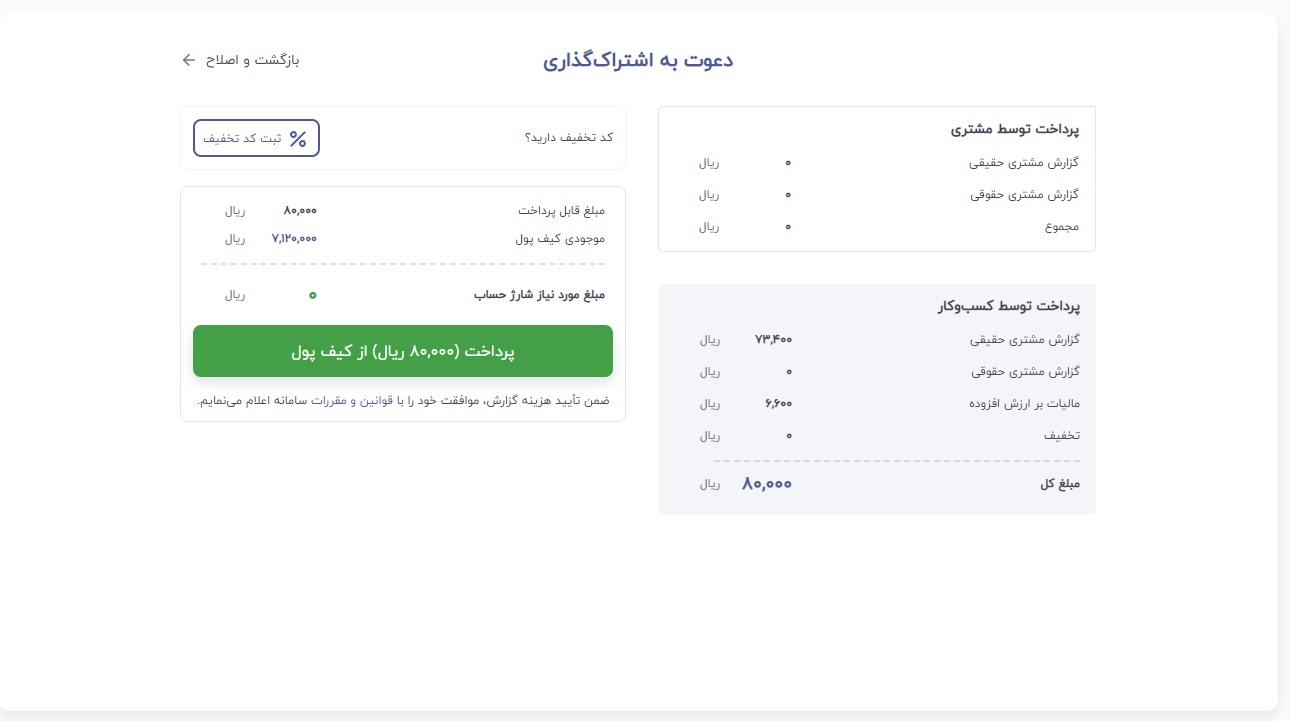 دعوت به اشتراک‌گذاری
بازگشت و اصلاح
پرداخت توسط مشتری
گزارش مشتری حقیقی ۰ ریال
گزارش مشتری حقوقی ۰ ریال
مجموع ۰ ریال
پرداخت توسط کسب‌وکار
گزارش مشتری حقیقی ۷۳,۴۰۰ ریال
گزارش مشتری حقوقی ۰ ریال
مالیات بر ارزش افزوده ۶,۶۰۰ ریال
تخفیف ۰ ریال
مبلغ کل ۸۰,۰۰۰ ریال
کد تخفیف دارید؟ ثبت کد تخفیف
مبلغ قابل پرداخت ۸۰,۰۰۰ ریال
موجودی کیف پول ۷,۱۲۰,۰۰۰ ریال
مبلغ مورد نیاز شارژ حساب ۰ ریال
پرداخت (۸۰,۰۰۰ ریال) از کیف پول
ضمن تأیید هزینه گزارش، موافقت خود را با قوانین و مقررات سامانه اعلام می‌نمایم.